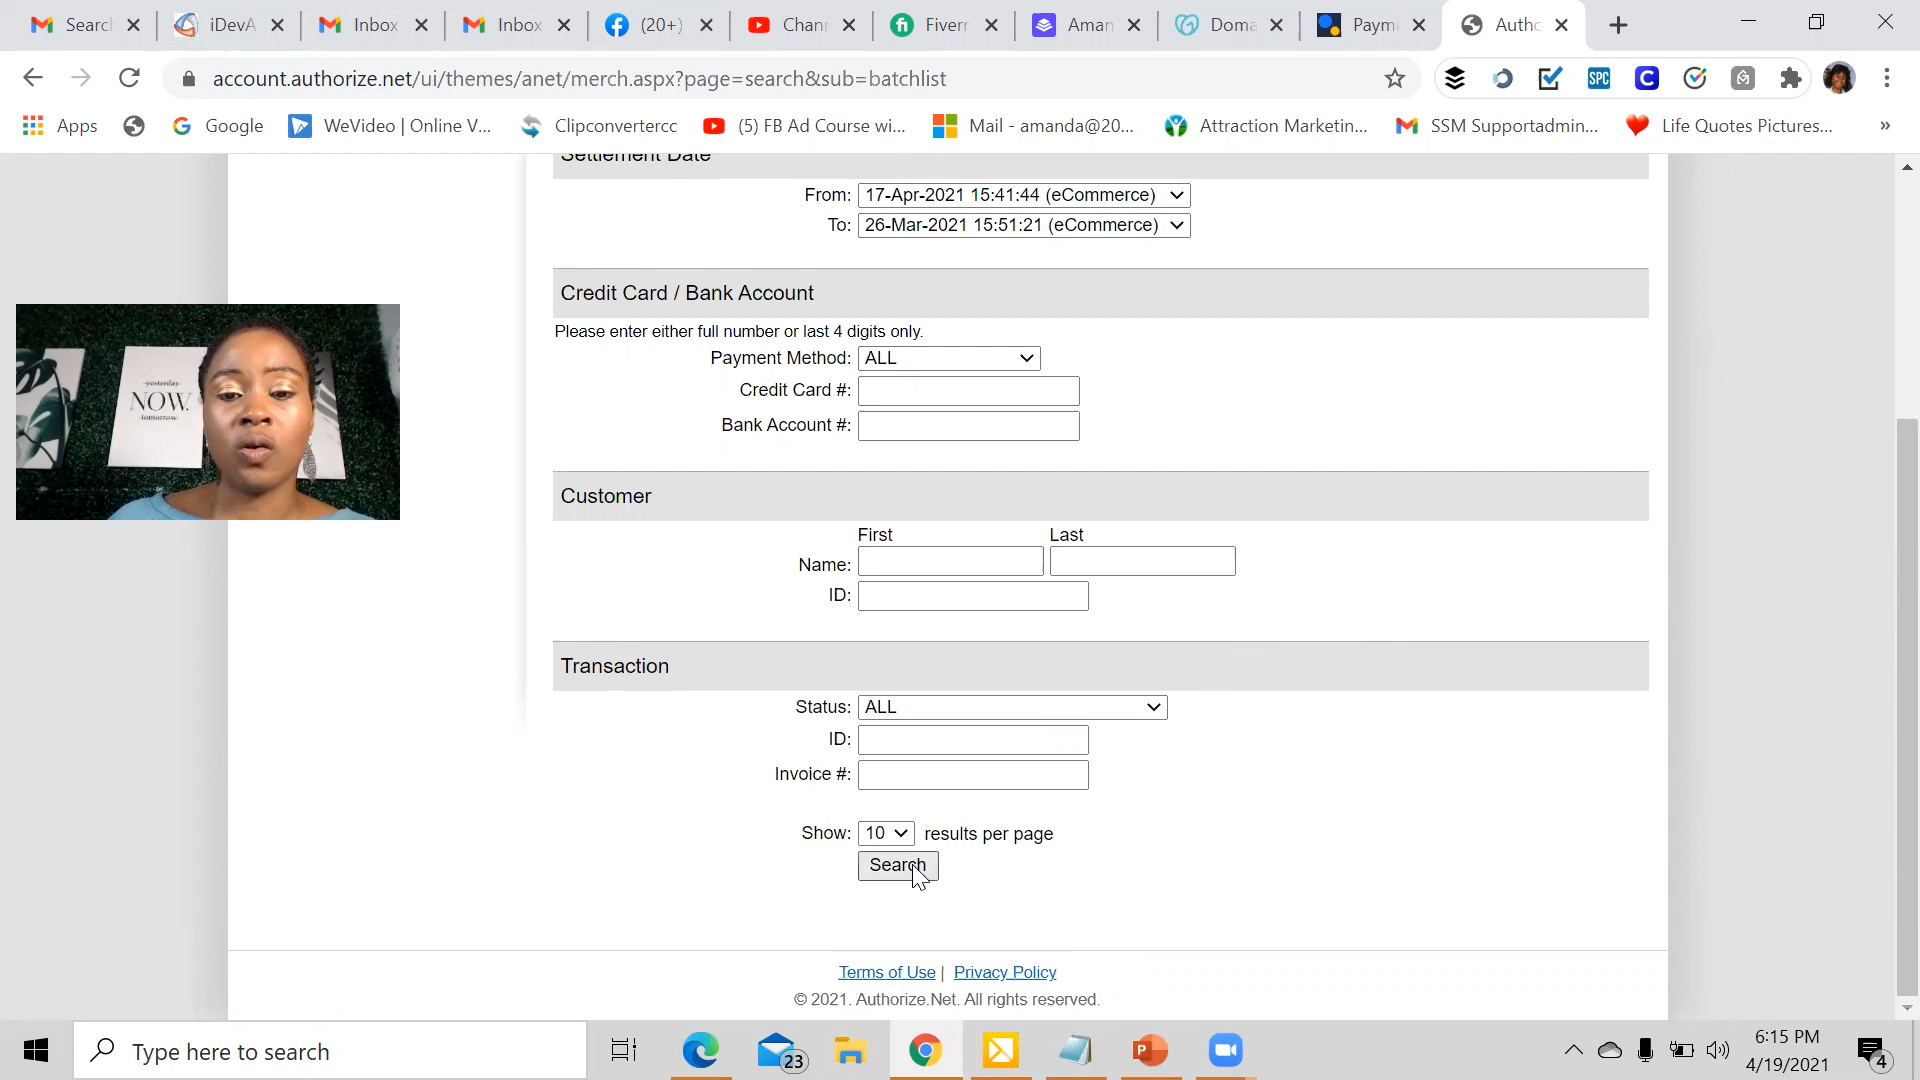 Searc
iDevA
Inbox
Inbox
(20+)
Chann
Fiverr
Aman
Doma
Paym
Autho
account.authorize.net/ui/themes/anet/merch.aspx?page=search&sub=batchlist
SPC
C
Apps
Google
WeVideo | Online V...
Clipconvertercc
(5) FB Ad Course wi...
Mail - amanda@20...
Attraction Marketin...
SSM Supportadmin...
Life Quotes Pictures...
»
Settlement Date
From: 17-Apr-2021 15:41:44 (eCommerce)
To: 26-Mar-2021 15:51:21 (eCommerce)
Credit Card / Bank Account
Please enter either full number or last 4 digits only.
Payment Method: ALL
Credit Card #:
Bank Account #:
yesterday
NOW.
tomorrow
Customer
First Last
Name:
ID:
Transaction
Status: ALL
ID:
Invoice #:
Show: 10 results per page
Search
Terms of Use | Privacy Policy
© 2021. Authorize.Net. All rights reserved.
Type here to search
23
6:15 PM
4/19/2021
4